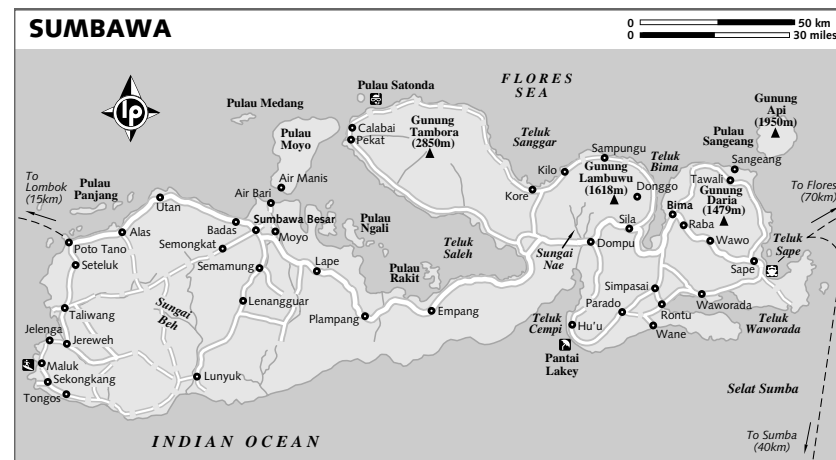 SUMBAWA
0 50 km
0 30 miles
FLORES
SEA
Pulau Satonda
Gunung
Api
(1950m)
Pulau Medang
Pulau
Moyo
Calabai
Pekat
Gunung
Tambora
(2850m)
Teluk
Sanggar
Sampungu
Teluk
Bima
Pulau
Sangeang
Sangeang
Kilo
Gunung
Lambuwu
(1618m)
Tawali
Gunung
Daria
(1479m)
To
Lombok
(15km)
Pulau
Panjang
Air Manis
Air Bari
Kore
Donggo
To Flores
(70km)
Utan
Badas
Sumbawa Besar
Moyo
Pulau
Ngali
Bima
Raba
Sila
Alas
Semongkat
Teluk
Saleh
Sungai
Nae
Dompu
Wawo
Teluk
Sape
Poto Tano
Seteluk
Semamung
Lape
Pulau
Rakit
Sape
Simpasai
Taliwang
Sungai
Beh
Lenangguar
Plampang
Empang
Teluk
Cempi
Parado
Rontu
Waworada
Teluk
Waworada
Hu'u
Wane
Jelenga
Jereweh
Pantai
Lakey
Maluk
Sekongkang
Lunyuk
Tongos
Selat Sumba
INDIAN OCEAN
To Sumba
(40km)
lp